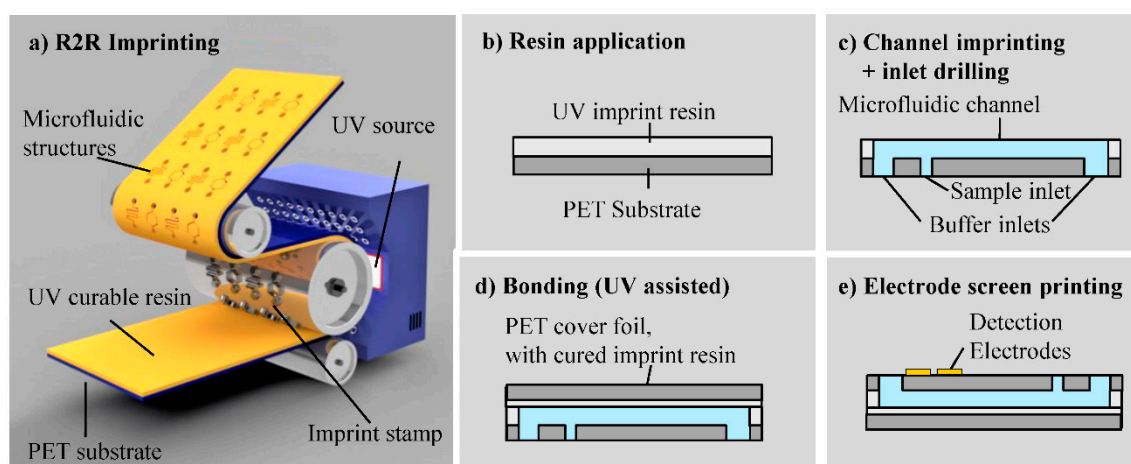 a) R2R Imprinting
Microfluidic
structures
UV source
UV curable resin
Imprint stamp
PET substrate
b) Resin application
UV imprint resin
PET Substrate
c) Channel imprinting
+ inlet drilling
Microfluidic channel
Sample inlet
Buffer inlets
d) Bonding (UV assisted)
PET cover foil,
with cured imprint resin
e) Electrode screen printing
Detection
Electrodes